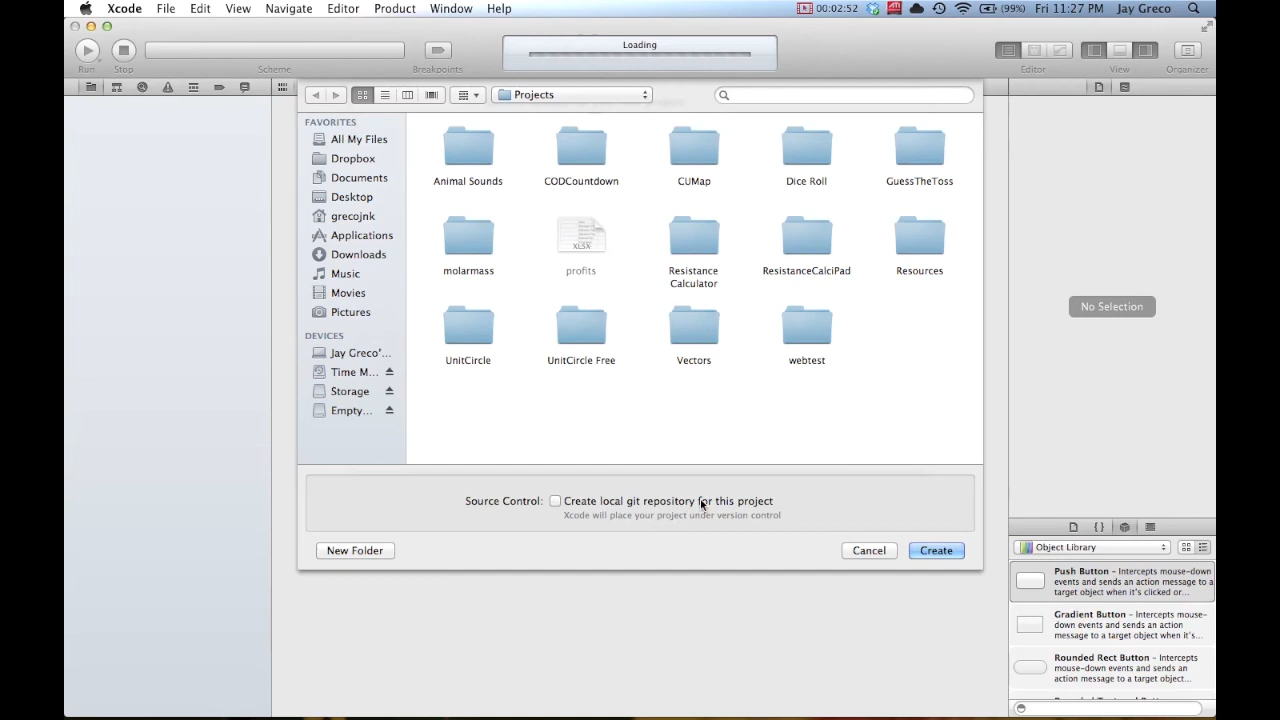 Xcode File Edit View Navigate Editor Product Window Help 00:02:52 (99%) Fri 11:27 PM Jay Greco
Loading
Run Stop Scheme Breakpoints Editor View Organizer
Projects
FAVORITES
All My Files
Dropbox
Documents
Desktop
grecojnk
Applications
Downloads
Music
Movies
Pictures
DEVICES
Jay Greco'...
Time M...
Storage
Empty...
Animal Sounds CODCountdown CUMap Dice Roll GuessTheToss
XLSX
molarmass profits Resistance Calculator ResistanceCalciPad Resources
UnitCircle UnitCircle Free Vectors webtest
Source Control: Create local git repository for this project
Xcode will place your project under version control
New Folder Cancel Create
No Selection
{}
Object Library
Push Button – Intercepts mouse-down
events and sends an action message to a
target object when it's clicked or...
Gradient Button – Intercepts mouse-
down events and sends an action
message to a target object when it's...
Rounded Rect Button – Intercepts
mouse-down events and sends an
action message to a target object...